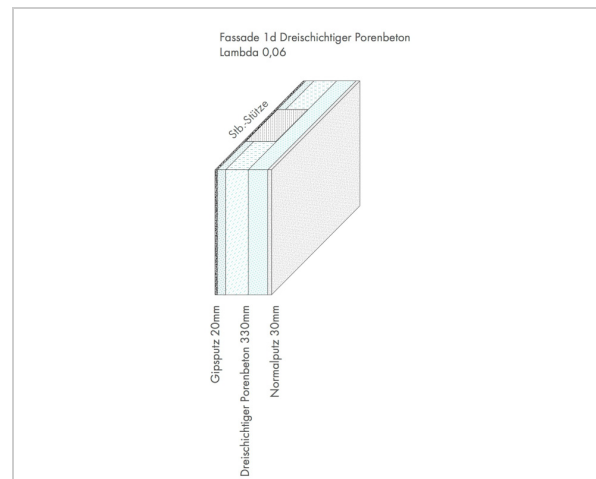 Fassade 1d Dreischichtiger Porenbeton
Lambda 0,06
Stb.-Stütze
Gipsputz 20mm
Dreischichtiger Porenbeton 330mm
Normalputz 30mm